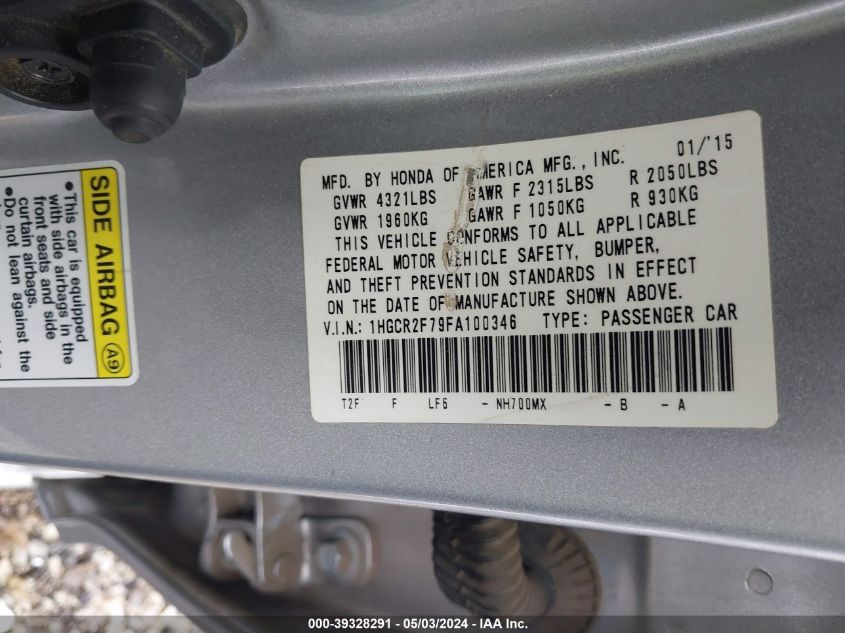 MFD. BY HONDA OF AMERICA MFG., INC. 01/'15
GVWR 4321LBS GAWR F 2315LBS R 2050LBS
GVWR 1960KG GAWR F 1050KG R 930KG
THIS VEHICLE CONFORMS TO ALL APPLICABLE
FEDERAL MOTOR VEHICLE SAFETY, BUMPER,
AND THEFT PREVENTION STANDARDS IN EFFECT
ON THE DATE OF MANUFACTURE SHOWN ABOVE.
V.I.N.: 1HGCR2F79FA100346 TYPE: PASSENGER CAR
T2F F LF6 - NH700MX - B - A
SIDE AIRBAG A9
●This car is equipped
with side airbags in the
front seats and side
curtain airbags.
●Do not lean against the
000-39328291 - 05/03/2024 - IAA Inc.